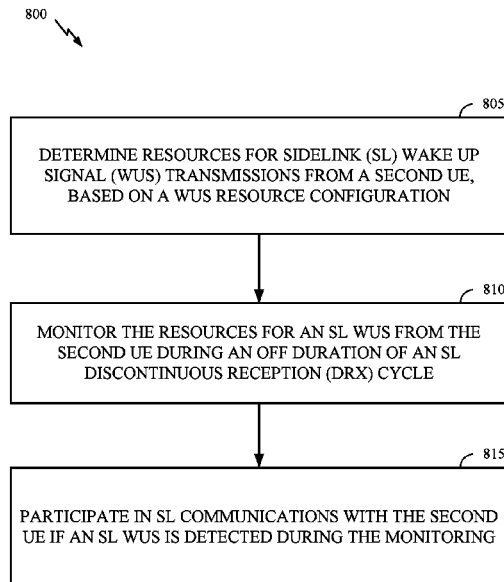 800
805
DETERMINE RESOURCES FOR SIDELINK (SL) WAKE UP
SIGNAL (WUS) TRANSMISSIONS FROM A SECOND UE,
BASED ON A WUS RESOURCE CONFIGURATION
810
MONITOR THE RESOURCES FOR AN SL WUS FROM THE
SECOND UE DURING AN OFF DURATION OF AN SL
DISCONTINUOUS RECEPTION (DRX) CYCLE
815
PARTICIPATE IN SL COMMUNICATIONS WITH THE SECOND
UE IF AN SL WUS IS DETECTED DURING THE MONITORING